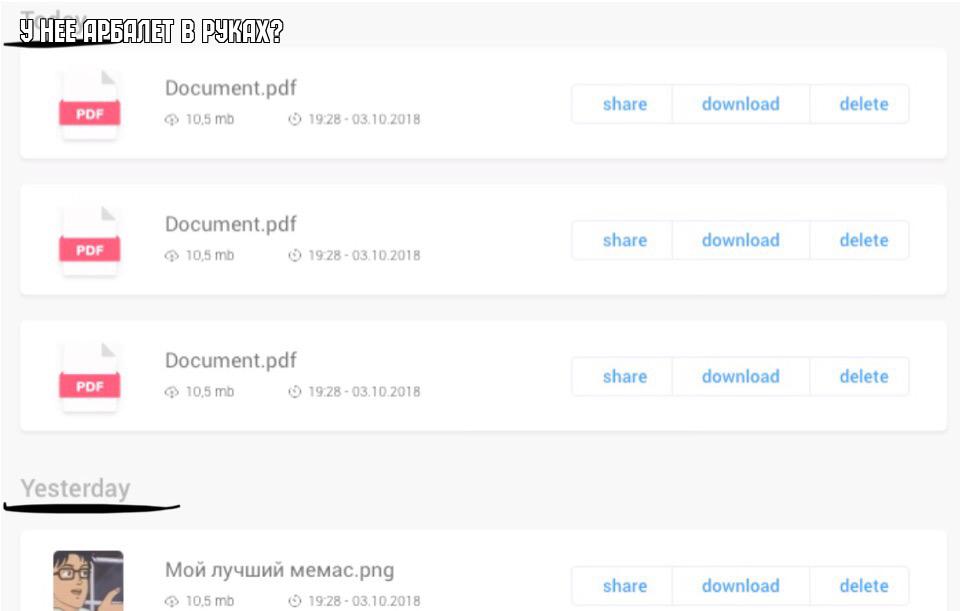 Today
У НЕЕ АРБАЛЕТ В РУКАХ?
Document.pdf
PDF
10,5 mb 19:28 - 03.10.2018
share download delete
Document.pdf
PDF
10,5 mb 19:28 - 03.10.2018
share download delete
Document.pdf
PDF
10,5 mb 19:28 - 03.10.2018
share download delete
Yesterday
Мой лучший мемас.png
10,5 mb 19:28 - 03.10.2018
share download delete